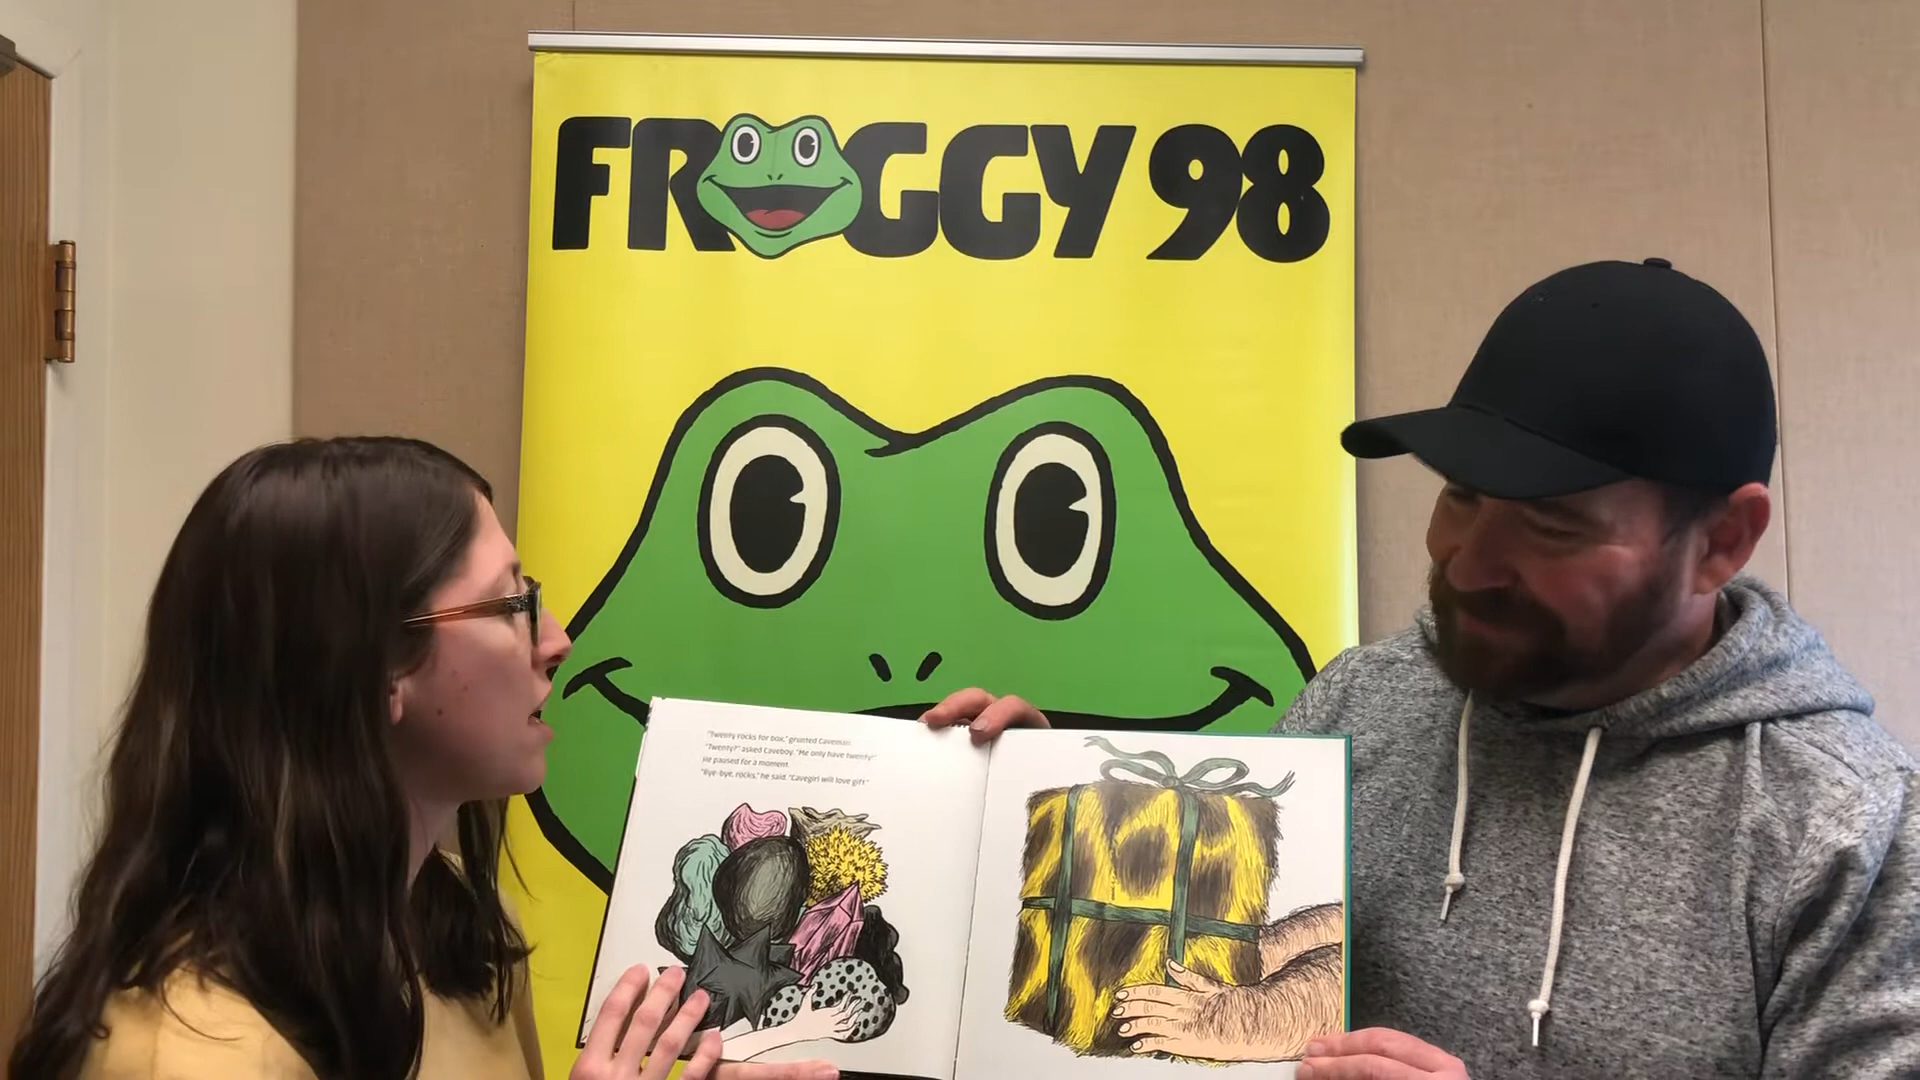 FROGGY 98
"Twenty rocks for box," grunted Caveman.
"Twenty?" asked Caveboy. "Me only have twenty!"
He paused for a moment.
"Bye-bye, rocks," he said. "Cavegirl will love gift."